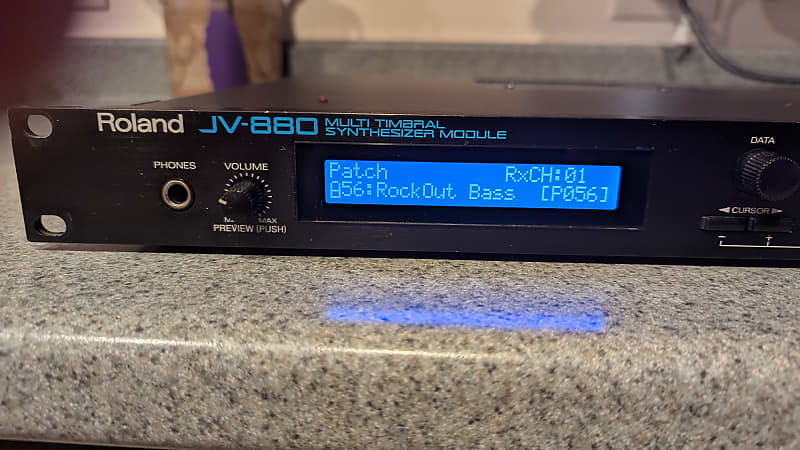 Roland JV-880 MULTI TIMBRAL
SYNTHESIZER MODULE
PHONES
VOLUME
MAX
PREVIEW (PUSH)
Patch RxCH:01
A56:RockOut Bass [P056]
DATA
◄ CURSOR ►
− +